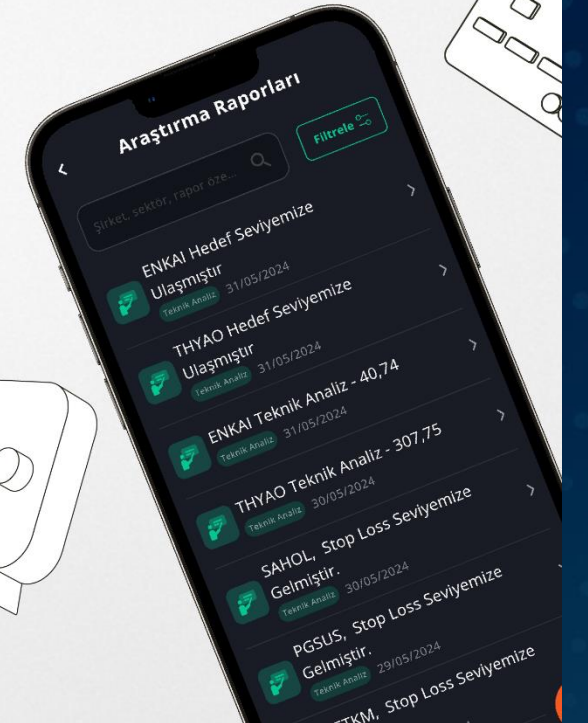 Araştırma Raporları
Şirket, sektör, rapor öze...
Filtrele
ENKAI Hedef Seviyemize
Ulaşmıştır
Teknik Analiz 31/05/2024
THYAO Hedef Seviyemize
Ulaşmıştır
Teknik Analiz 31/05/2024
ENKAI Teknik Analiz - 40,74
Teknik Analiz 31/05/2024
THYAO Teknik Analiz - 307,75
Teknik Analiz 30/05/2024
SAHOL, Stop Loss Seviyemize
Gelmiştir.
Teknik Analiz 30/05/2024
PGSUS, Stop Loss Seviyemize
Gelmiştir.
Teknik Analiz 29/05/2024
Stop Loss Seviyemize